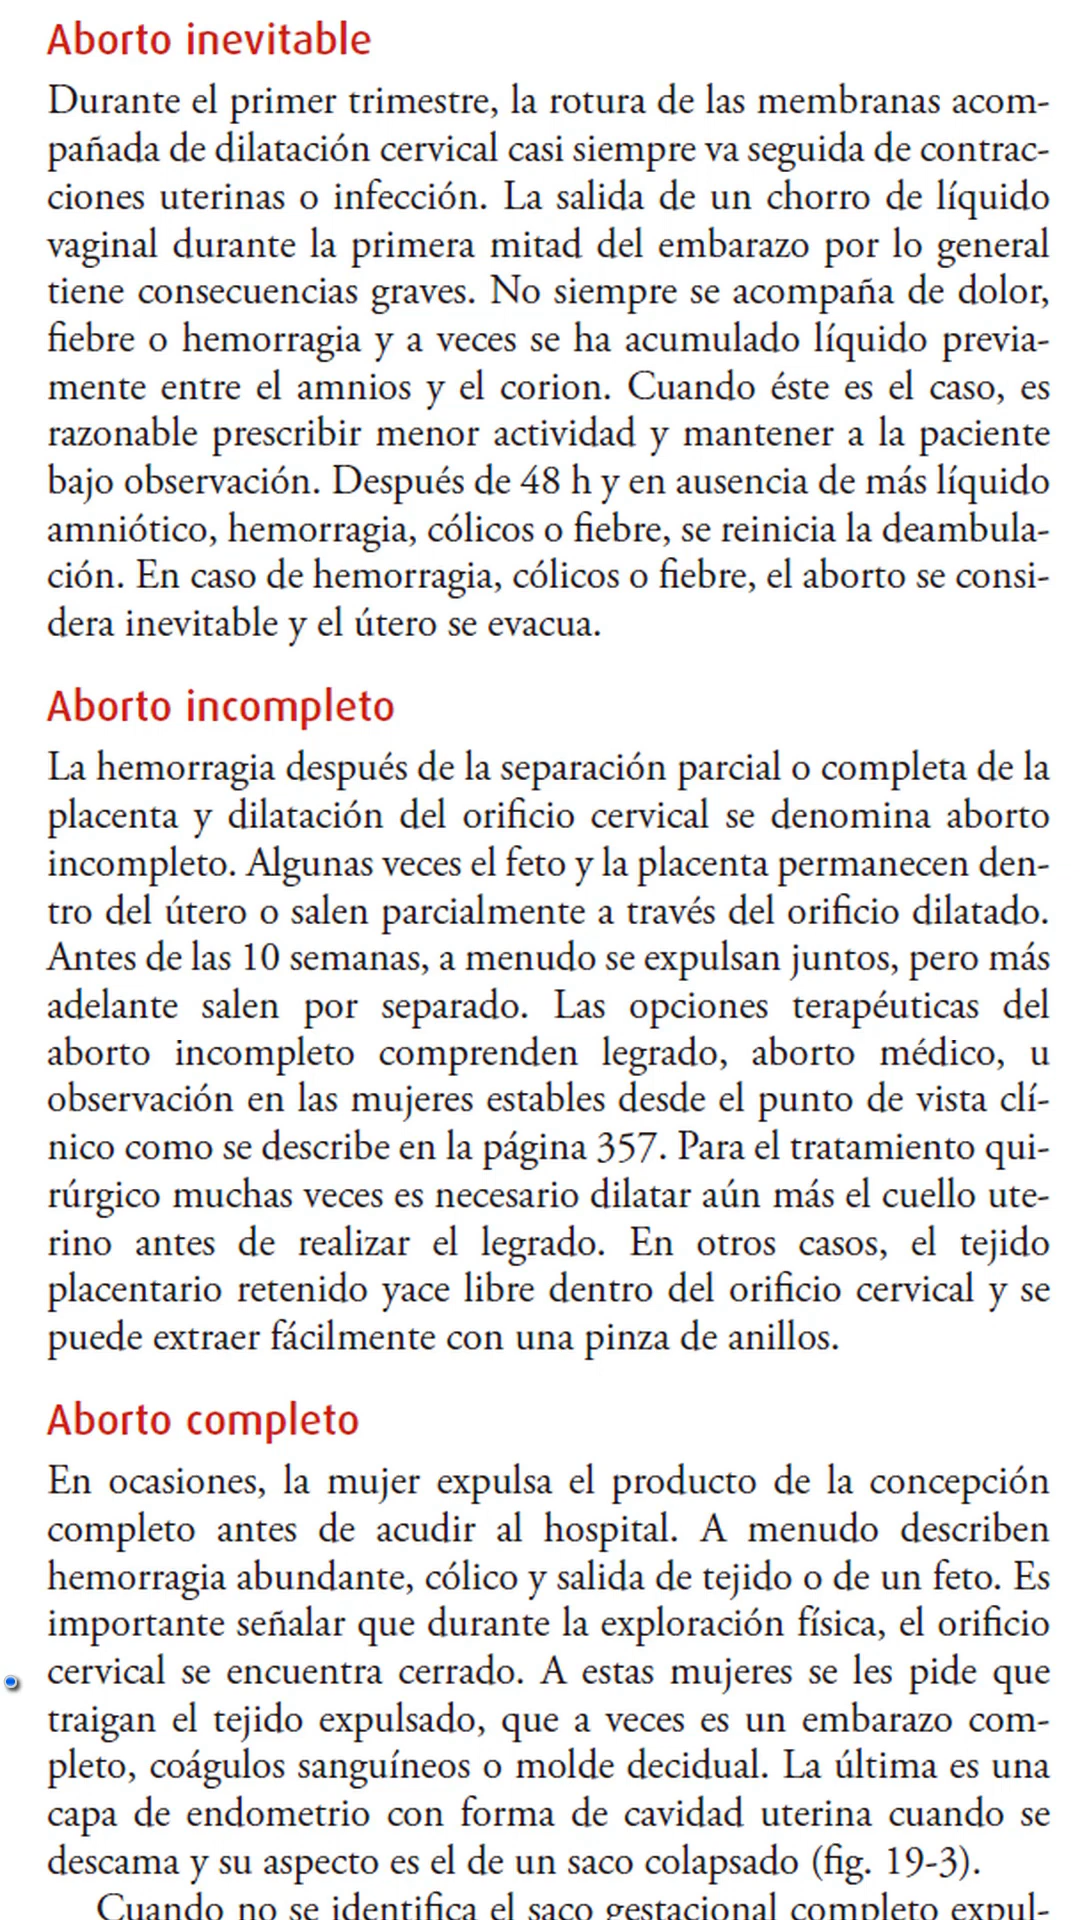 Aborto inevitable
Durante el primer trimestre, la rotura de las membranas acom-
pañada de dilatación cervical casi siempre va seguida de contrac-
ciones uterinas o infección. La salida de un chorro de líquido
vaginal durante la primera mitad del embarazo por lo general
tiene consecuencias graves. No siempre se acompaña de dolor,
fiebre o hemorragia y a veces se ha acumulado líquido previa-
mente entre el amnios y el corion. Cuando éste es el caso, es
razonable prescribir menor actividad y mantener a la paciente
bajo observación. Después de 48 h y en ausencia de más líquido
amniótico, hemorragia, cólicos o fiebre, se reinicia la deambula-
ción. En caso de hemorragia, cólicos o fiebre, el aborto se consi-
dera inevitable y el útero se evacua.
Aborto incompleto
La hemorragia después de la separación parcial o completa de la
placenta y dilatación del orificio cervical se denomina aborto
incompleto. Algunas veces el feto y la placenta permanecen den-
tro del útero o salen parcialmente a través del orificio dilatado.
Antes de las 10 semanas, a menudo se expulsan juntos, pero más
adelante salen por separado. Las opciones terapéuticas del
aborto incompleto comprenden legrado, aborto médico, u
observación en las mujeres estables desde el punto de vista clí-
nico como se describe en la página 357. Para el tratamiento qui-
rúrgico muchas veces es necesario dilatar aún más el cuello ute-
rino antes de realizar el legrado. En otros casos, el tejido
placentario retenido yace libre dentro del orificio cervical y se
puede extraer fácilmente con una pinza de anillos.
Aborto completo
En ocasiones, la mujer expulsa el producto de la concepción
completo antes de acudir al hospital. A menudo describen
hemorragia abundante, cólico y salida de tejido o de un feto. Es
importante señalar que durante la exploración física, el orificio
cervical se encuentra cerrado. A estas mujeres se les pide que
traigan el tejido expulsado, que a veces es un embarazo com-
pleto, coágulos sanguíneos o molde decidual. La última es una
capa de endometrio con forma de cavidad uterina cuando se
descama y su aspecto es el de un saco colapsado (fig. 19-3).
Cuando no se identifica el saco gestacional completo expul-